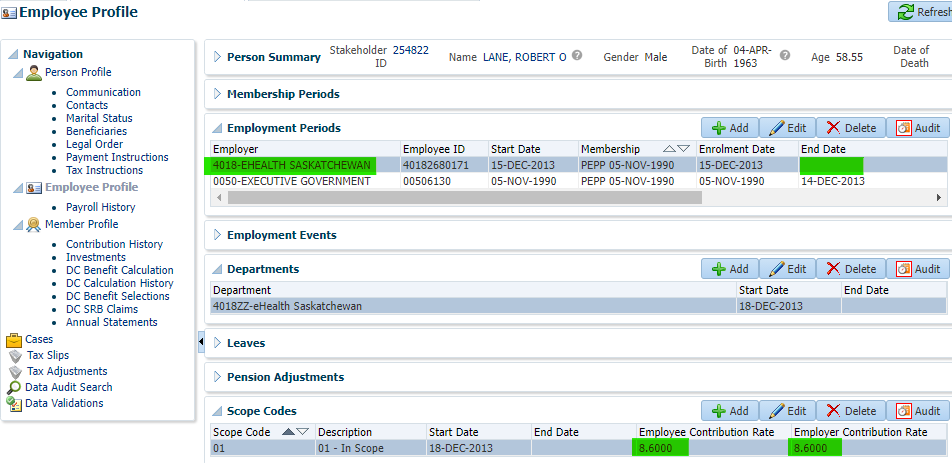 Employee Profile
Refresh
Navigation
Person Profile
Communication
Contacts
Marital Status
Beneficiaries
Legal Order
Payment Instructions
Tax Instructions
Employee Profile
Payroll History
Member Profile
Contribution History
Investments
DC Benefit Calculation
DC Calculation History
DC Benefit Selections
DC SRB Claims
Annual Statements
Cases
Tax Slips
Tax Adjustments
Data Audit Search
Data Validations
Person Summary Stakeholder ID 254822 Name LANE, ROBERT O Gender Male Date of Birth 04-APR-1963 Age 58.55 Date of Death
Membership Periods
Employment Periods Add Edit Delete Audit
Employer Employee ID Start Date Membership Enrolment Date End Date
4018-EHEALTH SASKATCHEWAN 40182680171 15-DEC-2013 PEPP 05-NOV-1990 15-DEC-2013
0050-EXECUTIVE GOVERNMENT 00506130 05-NOV-1990 PEPP 05-NOV-1990 05-NOV-1990 14-DEC-2013
Employment Events
Departments Add Edit Delete Audit
Department Start Date End Date
4018ZZ-eHealth Saskatchewan 18-DEC-2013
Leaves
Pension Adjustments
Scope Codes Add Edit Delete Audit
Scope Code Description Start Date End Date Employee Contribution Rate Employer Contribution Rate
01 01 - In Scope 18-DEC-2013 8.6000 8.6000